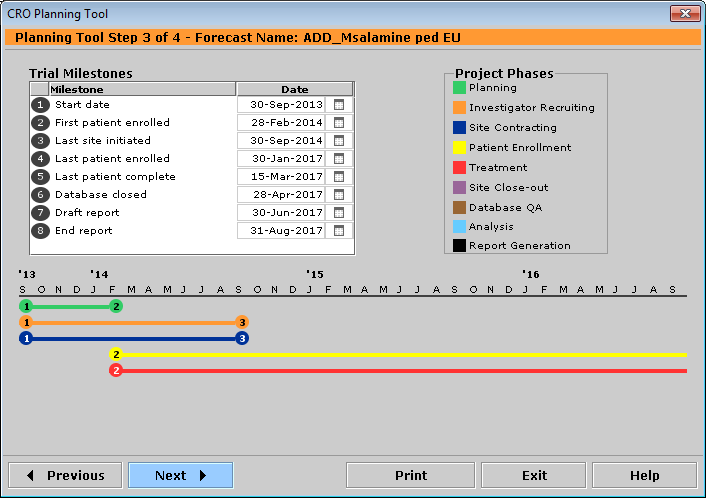 CRO Planning Tool
Planning Tool Step 3 of 4 - Forecast Name: ADD_Msalamine ped EU
Trial Milestones
Milestone Date
1 Start date 30-Sep-2013
2 First patient enrolled 28-Feb-2014
3 Last site initiated 30-Sep-2014
4 Last patient enrolled 30-Jan-2017
5 Last patient complete 15-Mar-2017
6 Database closed 28-Apr-2017
7 Draft report 30-Jun-2017
8 End report 31-Aug-2017
Project Phases
Planning
Investigator Recruiting
Site Contracting
Patient Enrollment
Treatment
Site Close-out
Database QA
Analysis
Report Generation
'13 '14 '15 '16
S O N D J F M A M J J A S O N D J F M A M J J A S O N D J F M A M J J A S
1 2
1 3
1 3
2
2
Previous Next Print Exit Help